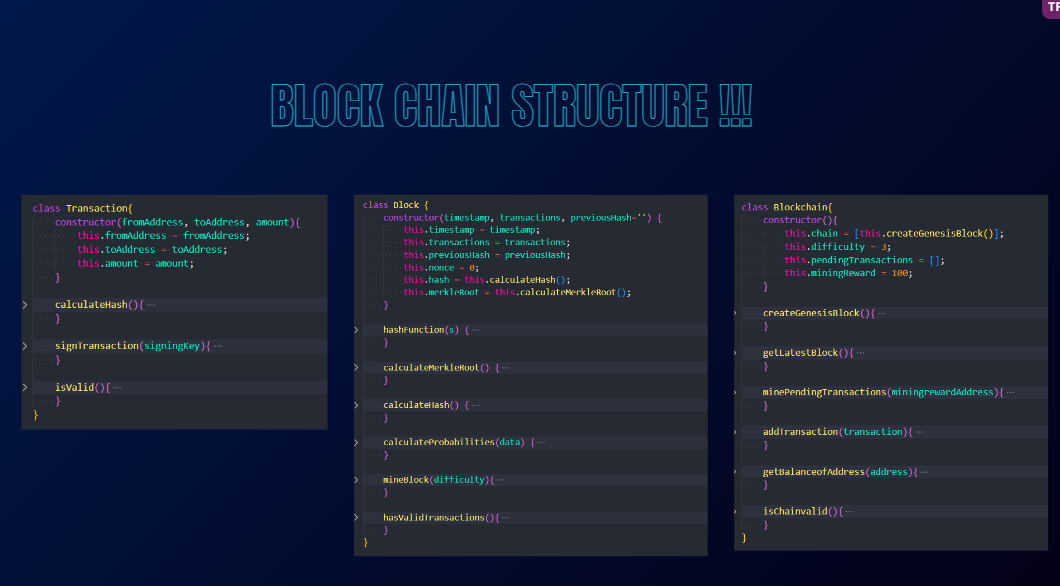 TF
BLOCK CHAIN STRUCTURE !!!
class Transaction{
constructor(fromAddress, toAddress, amount){
this.fromAddress = fromAddress;
this.toAddress = toAddress;
this.amount = amount;
}
calculateHash(){ ···
}
signTransaction(signingKey){ ···
}
isValid(){ ···
}
}
class Block {
constructor(timestamp, transactions, previousHash='') {
this.timestamp = timestamp;
this.transactions = transactions;
this.previousHash = previousHash;
this.nonce = 0;
this.hash = this.calculateHash();
this.merkleRoot = this.calculateMerkleRoot();
}
hashFunction(s) { ···
}
calculateMerkleRoot() { ···
}
calculateHash() { ···
}
calculateProbabilities(data) { ···
}
mineBlock(difficulty){ ···
}
hasValidTransactions(){ ···
}
}
class Blockchain{
constructor(){
this.chain = [this.createGenesisBlock()];
this.difficulty = 3;
this.pendingTransactions = [];
this.miningReward = 100;
}
createGenesisBlock(){ ···
}
getLatestBlock(){ ···
}
minePendingTransactions(miningrewardAddress){ ···
}
addTransaction(transaction){ ···
}
getBalanceofAddress(address){ ···
}
isChainvalid(){ ···
}
}